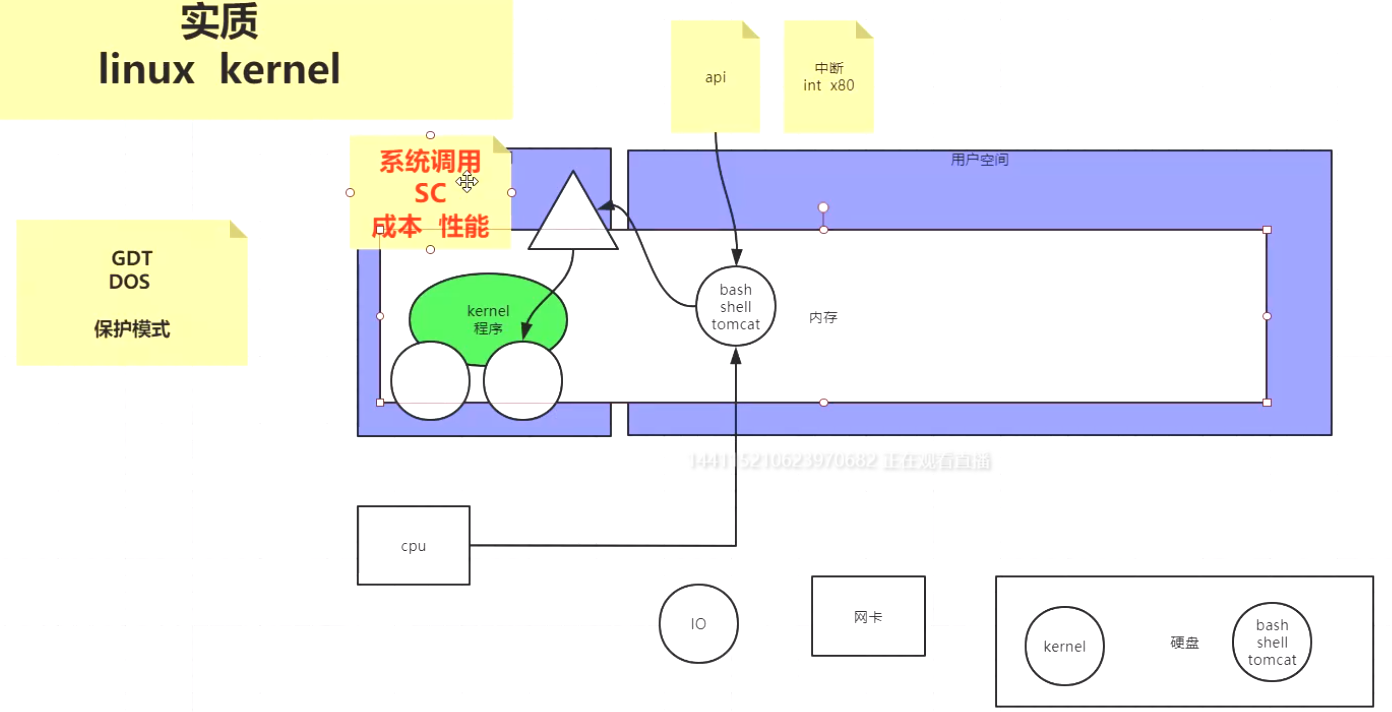 实质
linux kernel
api
中断
int x80
系统调用
SC
成本 性能
用户空间
GDT
DOS
保护模式
kernel
程序
bash
shell
tomcat
内存
144115210623970682 正在观看直播
cpu
IO
网卡
kernel
硬盘
bash
shell
tomcat